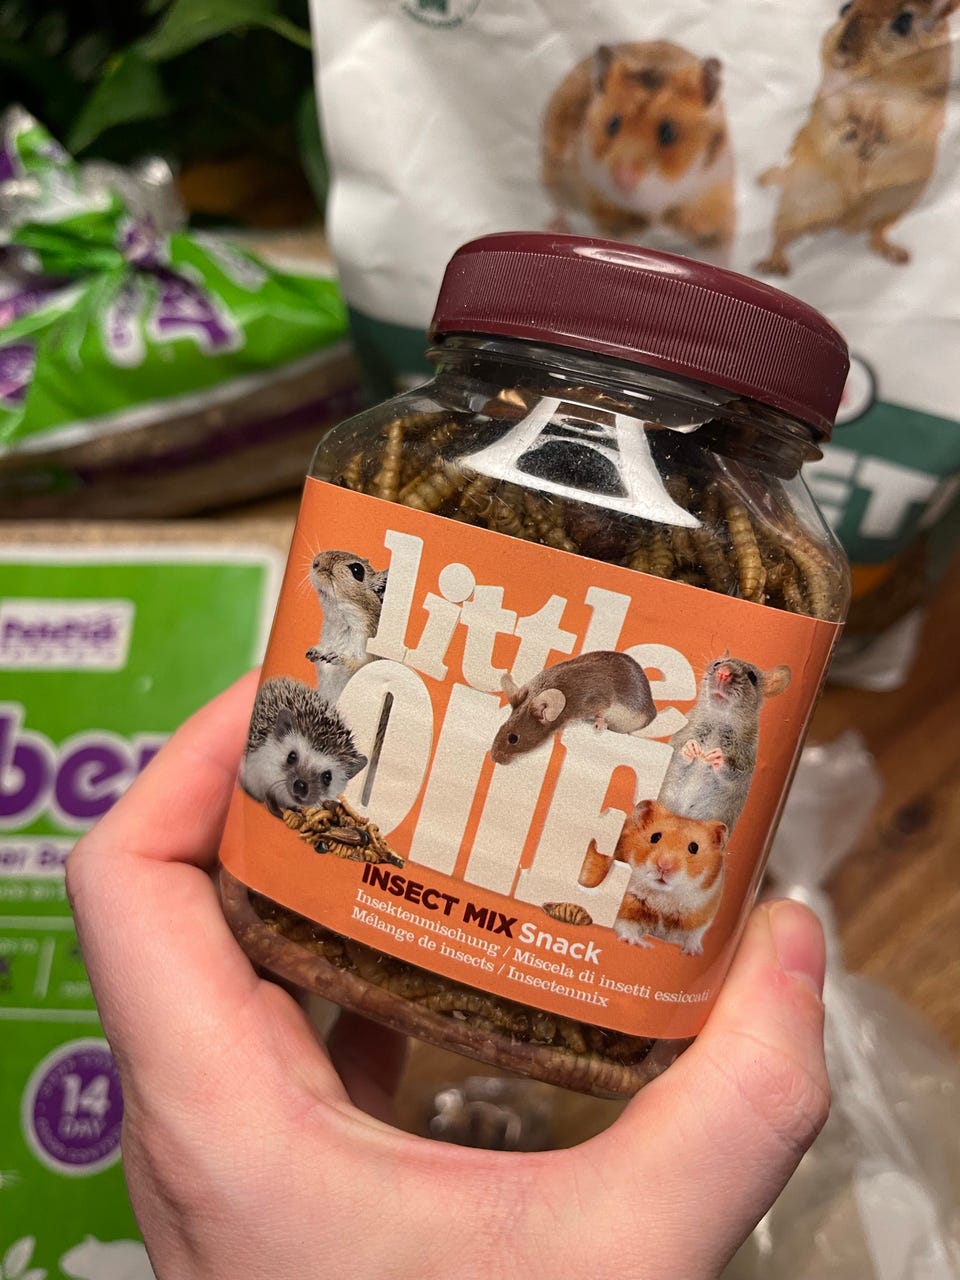 little
one
INSECT MIX Snack
Insektenmischung / Miscela di insetti essiccati
Mélange de insects / Insectenmix
14
DAY